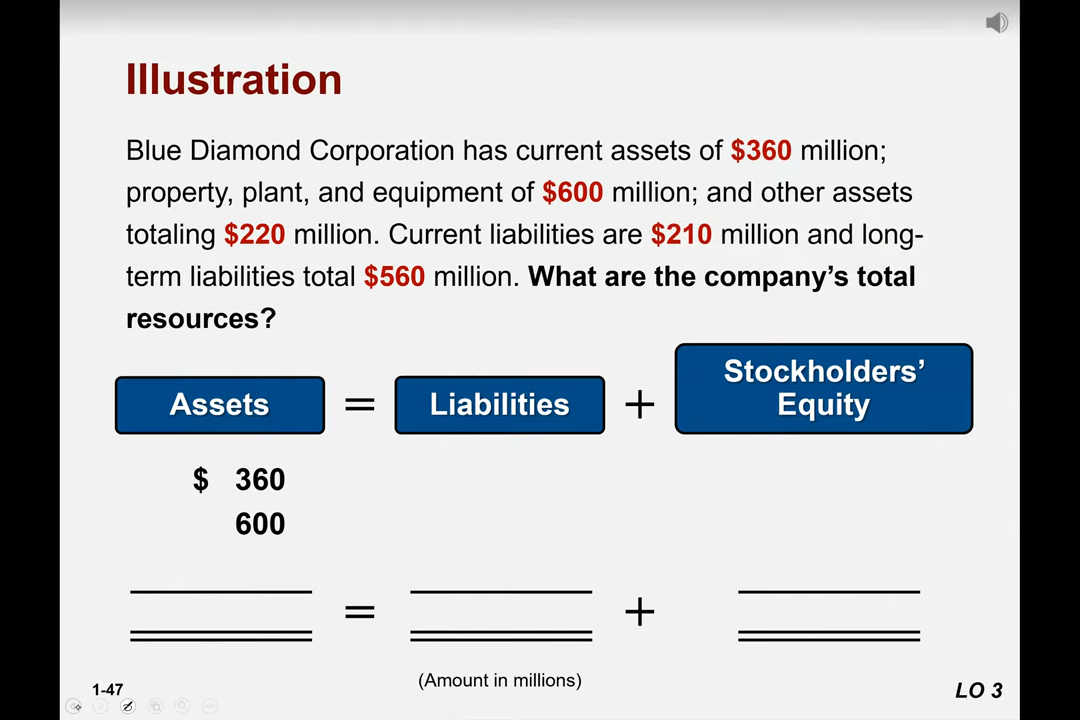 Illustration
Blue Diamond Corporation has current assets of $360 million;
property, plant, and equipment of $600 million; and other assets
totaling $220 million. Current liabilities are $210 million and long-
term liabilities total $560 million. What are the company’s total
resources?
Assets = Liabilities + Stockholders’ Equity
$ 360
600
= +
(Amount in millions)
1-47
LO 3